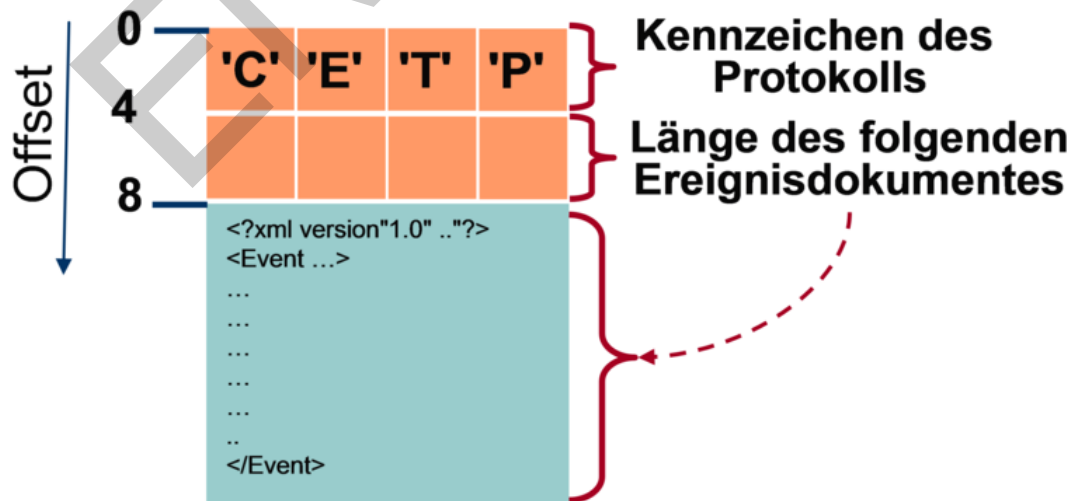 0
'C' 'E' 'T' 'P'
Kennzeichen des
Protokolls
Offset
4
Länge des folgenden
Ereignisdokumentes
8
<?xml version"1.0" .."?>
<Event ...>
...
...
...
...
...
..
</Event>